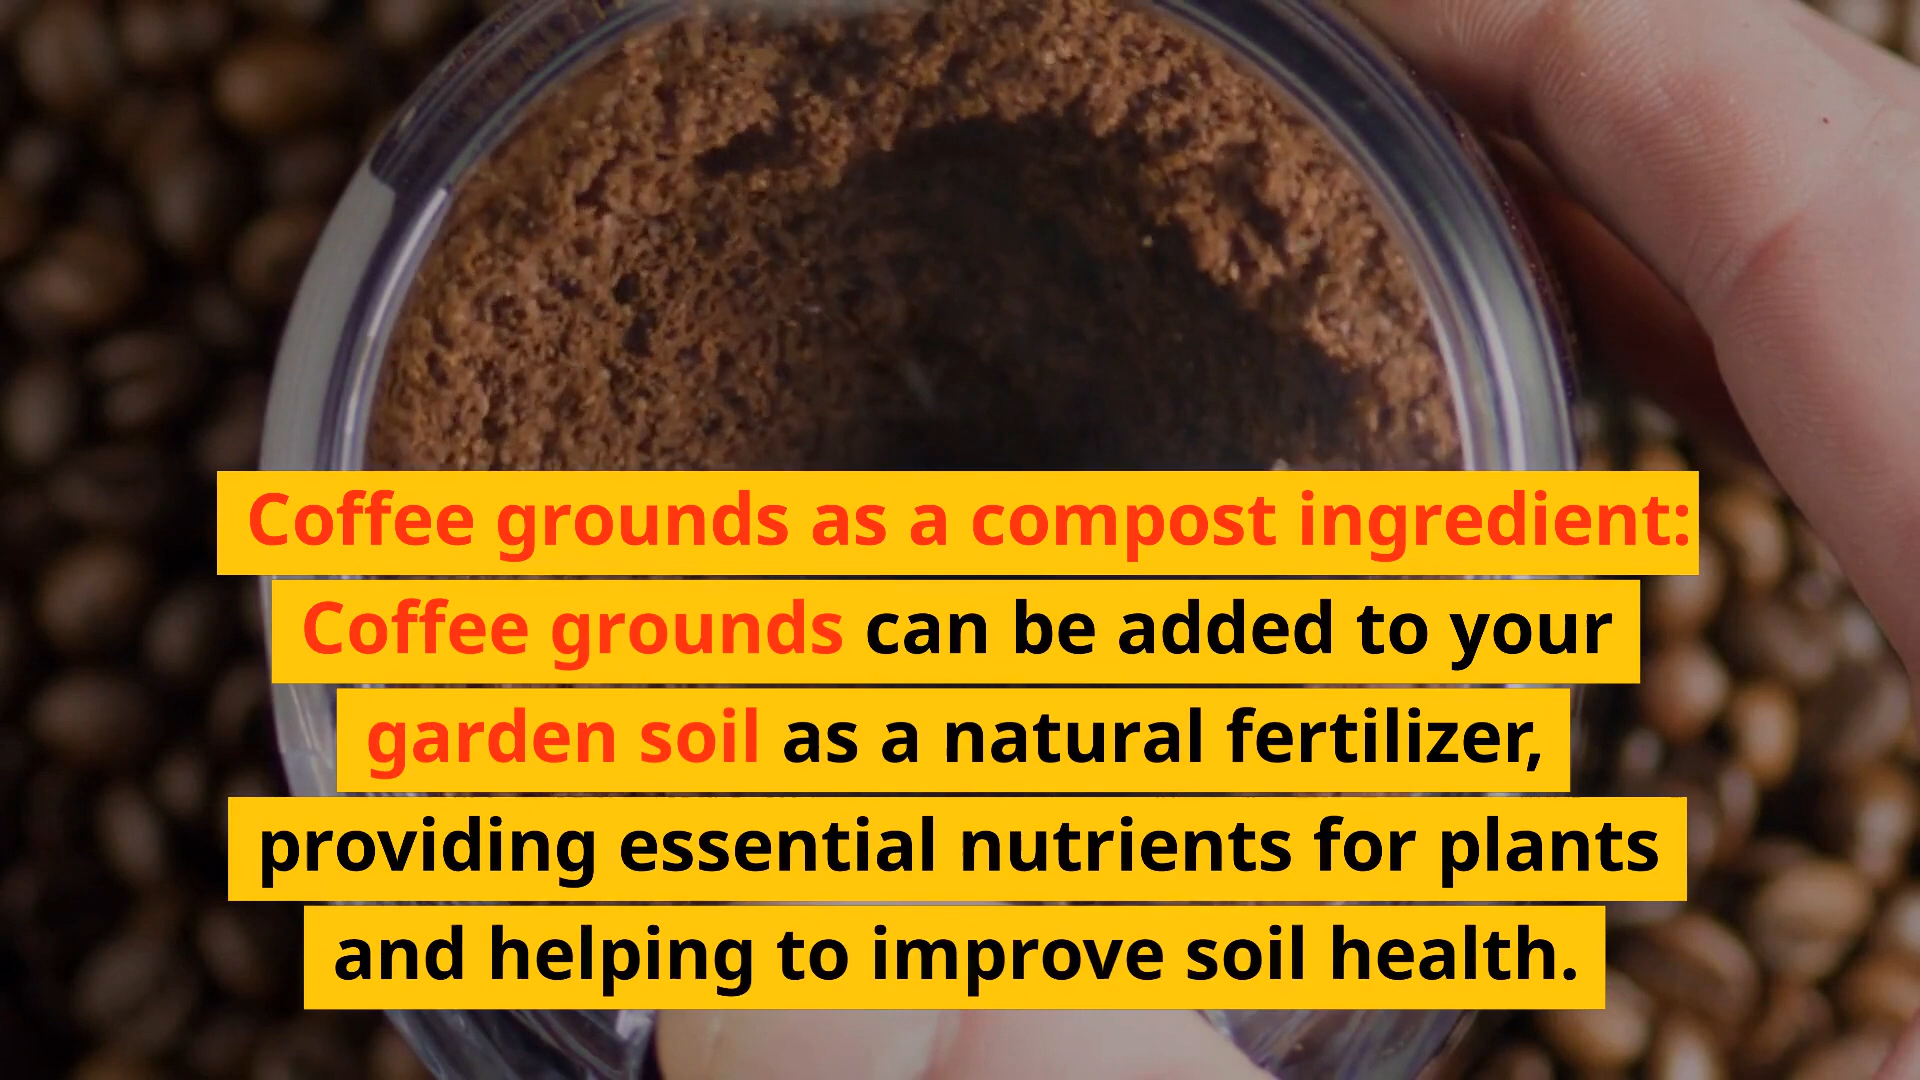 Coffee grounds as a compost ingredient:
Coffee grounds can be added to your
garden soil as a natural fertilizer,
providing essential nutrients for plants
and helping to improve soil health.